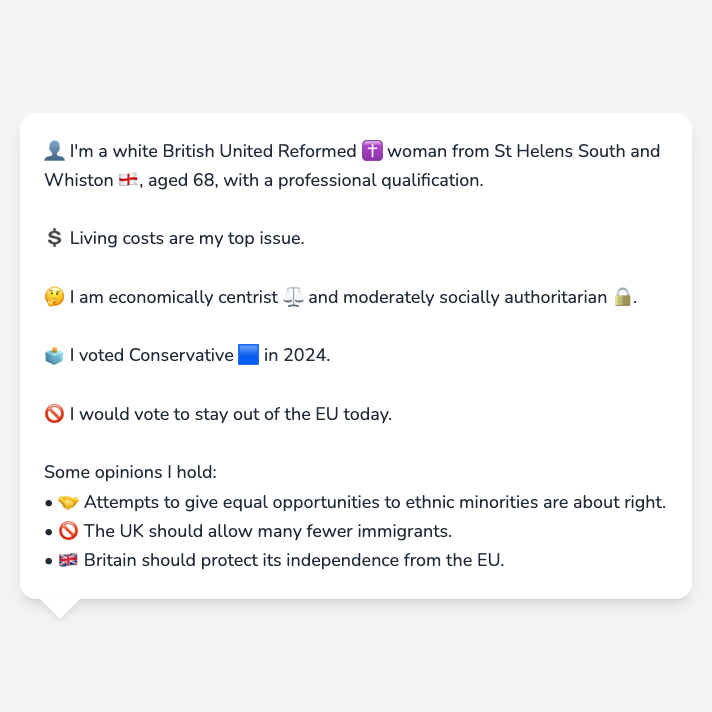 👤 I'm a white British United Reformed ✝️ woman from St Helens South and
Whiston 🏴󠁧󠁢󠁥󠁮󠁧󠁿, aged 68, with a professional qualification.
💲 Living costs are my top issue.
🤔 I am economically centrist ⚖️ and moderately socially authoritarian 🔒.
🗳️ I voted Conservative 🟦 in 2024.
🚫 I would vote to stay out of the EU today.
Some opinions I hold:
• 🤝 Attempts to give equal opportunities to ethnic minorities are about right.
• 🚫 The UK should allow many fewer immigrants.
• 🇬🇧 Britain should protect its independence from the EU.